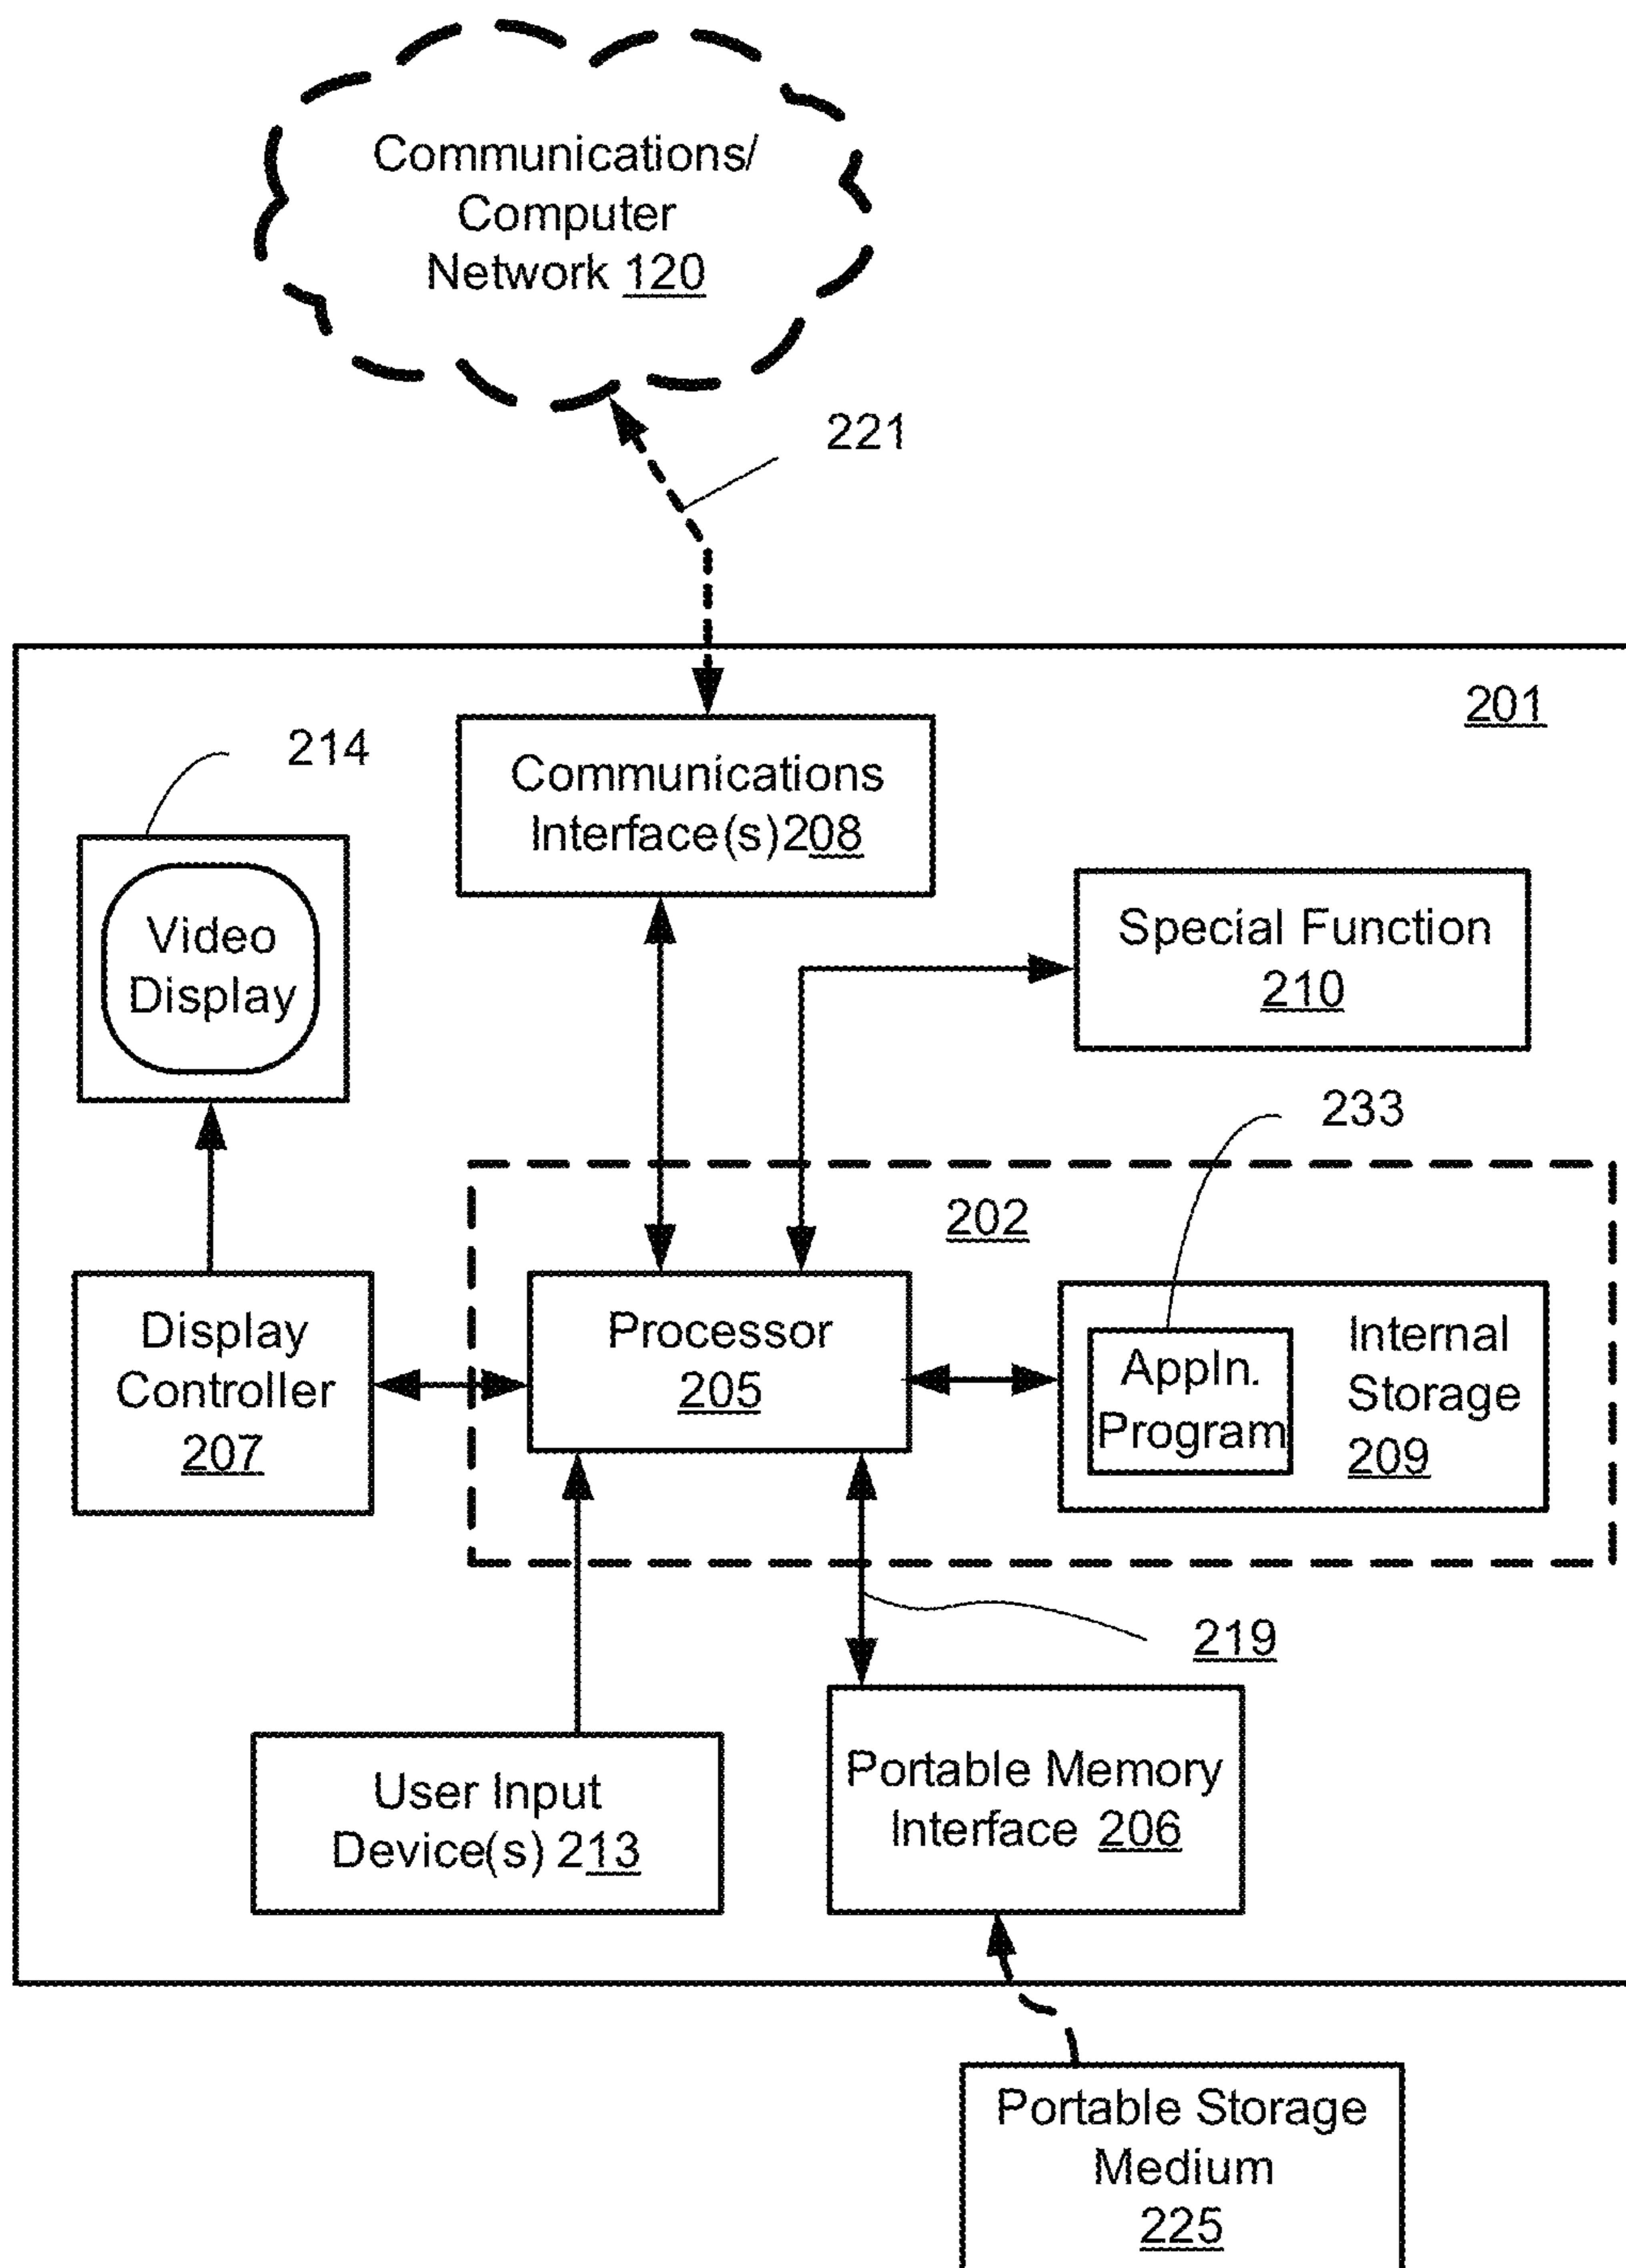 Communications/
Computer
Network 120
221
201
214
Communications
Interface(s)208
Video
Display
Special Function
210
233
202
Display
Controller
207
Processor
205
Appln.
Program
Internal
Storage
209
219
User Input
Device(s) 213
Portable Memory
Interface 206
Portable Storage
Medium
225